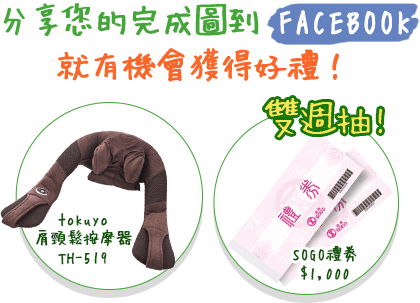 分享您的完成圖到 FACEBOOK
就有機會獲得好禮！
雙週抽！
tokuyo
肩頸鬆按摩器
TH-519
禮券
SOGO
SOGO禮券
$1,000